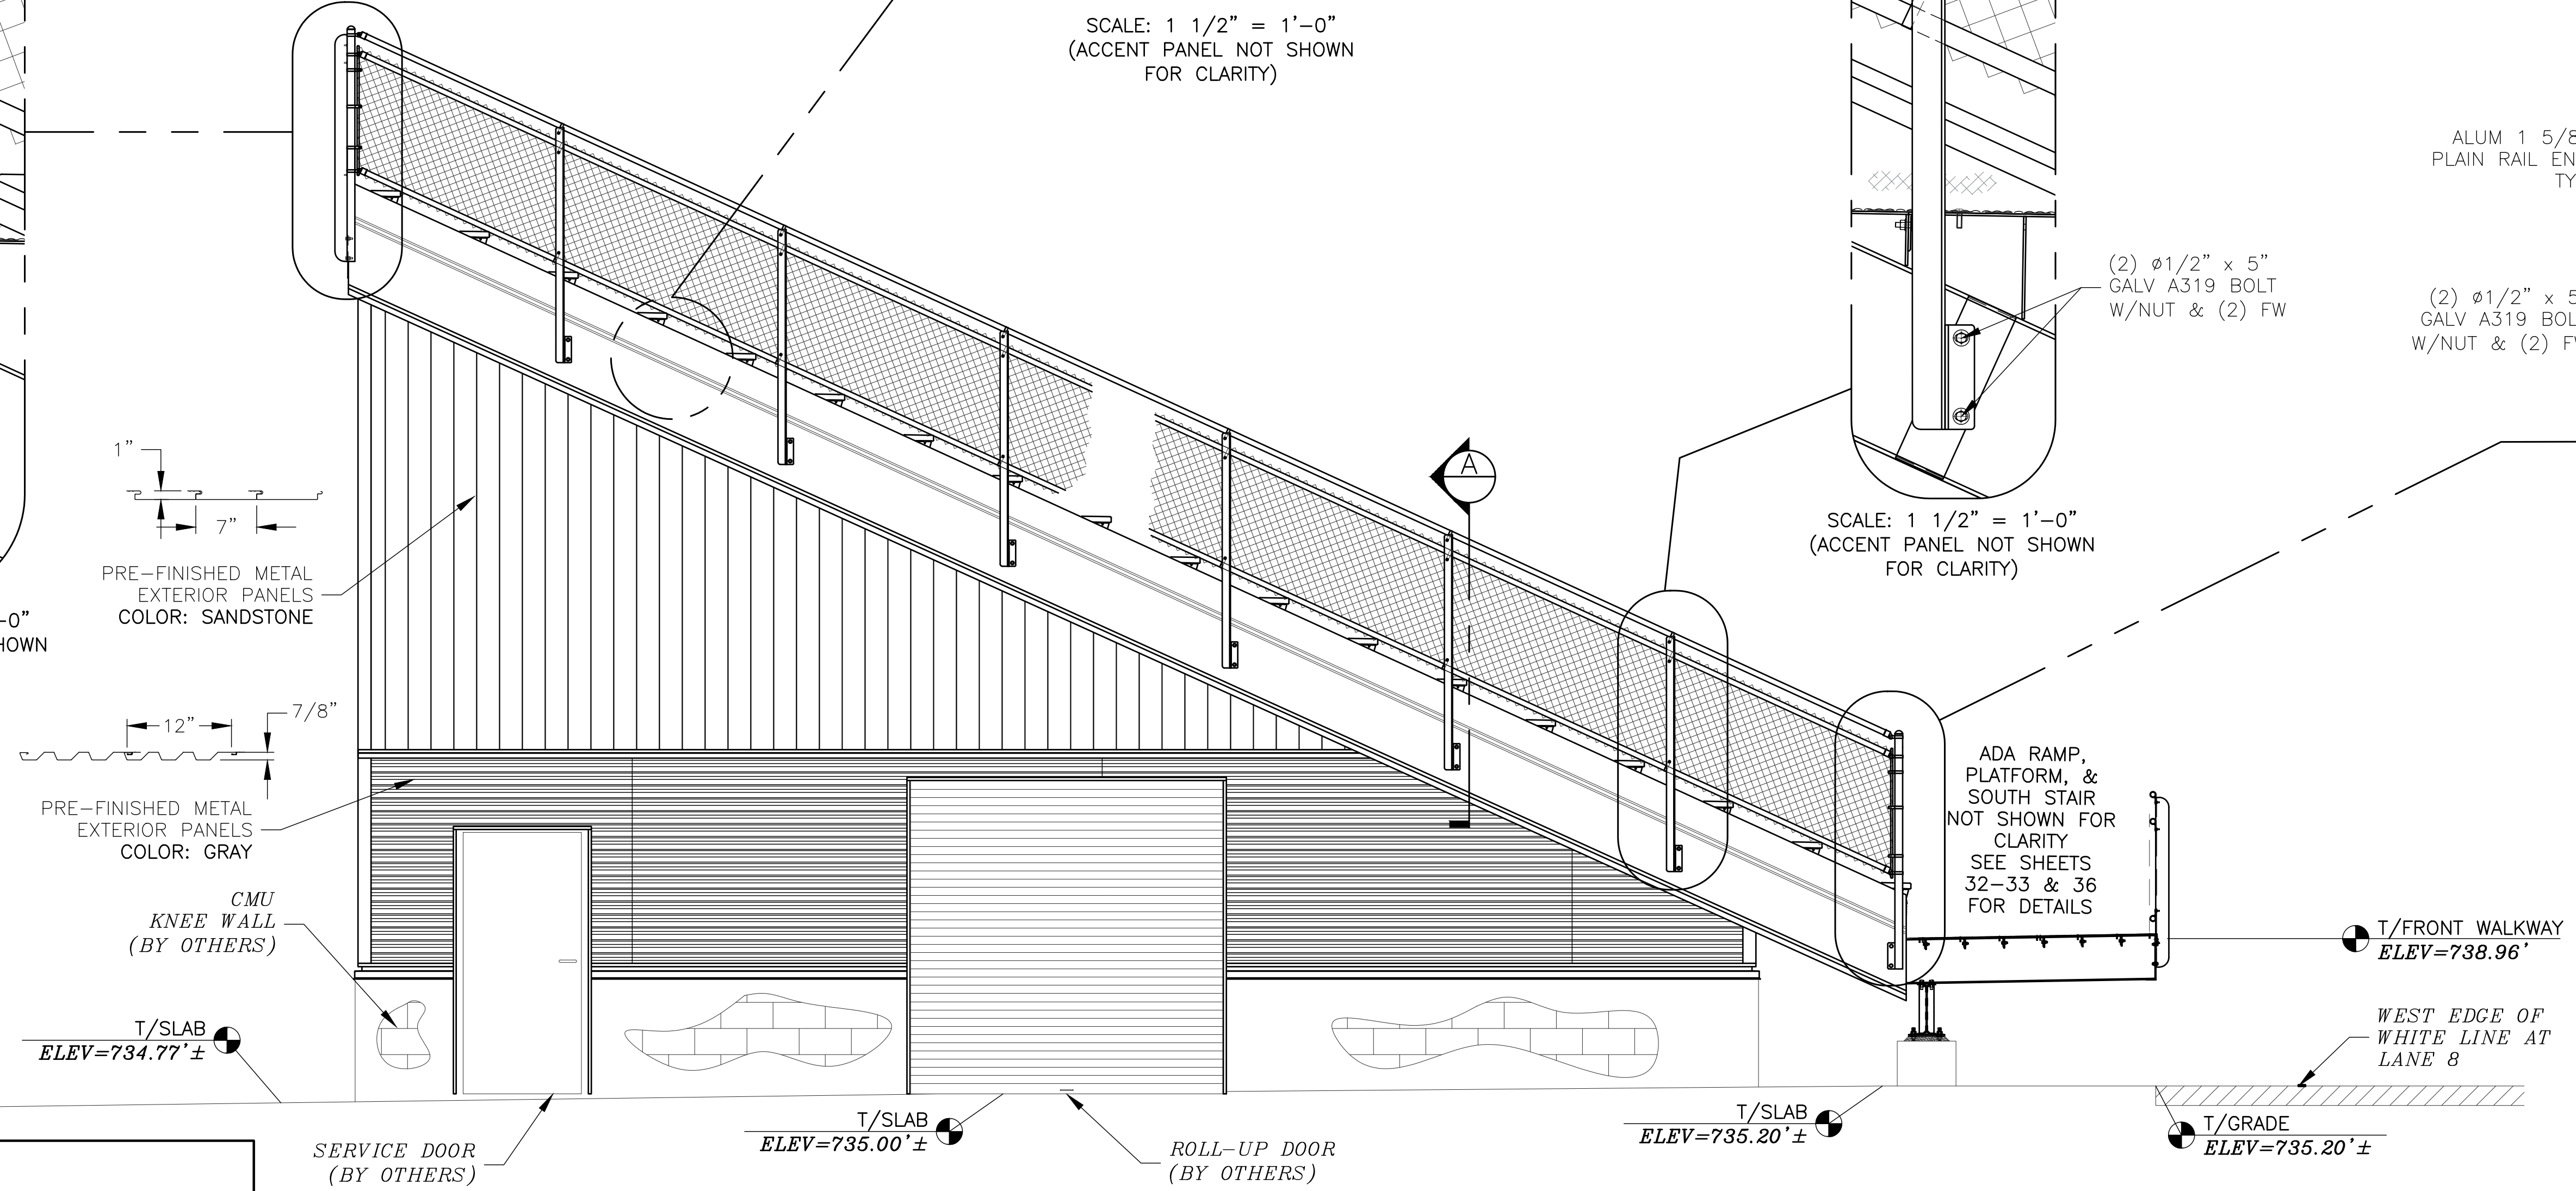 SCALE: 1 1/2" = 1'-0"
(ACCENT PANEL NOT SHOWN
FOR CLARITY)
ALUM 1 5/8
PLAIN RAIL EN
TY
(2) ø1/2" x 5"
GALV A319 BOLT
W/NUT & (2) FW
(2) ø1/2" x 5
GALV A319 BOL
W/NUT & (2) F
A
1"
7"
PRE-FINISHED METAL
EXTERIOR PANELS
COLOR: SANDSTONE
SCALE: 1 1/2" = 1'-0"
(ACCENT PANEL NOT SHOWN
FOR CLARITY)
-0"
HOWN
12"
7/8"
PRE-FINISHED METAL
EXTERIOR PANELS
COLOR: GRAY
ADA RAMP,
PLATFORM, &
SOUTH STAIR
NOT SHOWN FOR
CLARITY
SEE SHEETS
32-33 & 36
FOR DETAILS
CMU
KNEE WALL
(BY OTHERS)
T/FRONT WALKWAY
ELEV=738.96'
T/SLAB
ELEV=734.77'±
WEST EDGE OF
WHITE LINE AT
LANE 8
T/SLAB
ELEV=735.00'±
T/SLAB
ELEV=735.20'±
T/GRADE
ELEV=735.20'±
SERVICE DOOR
(BY OTHERS)
ROLL-UP DOOR
(BY OTHERS)